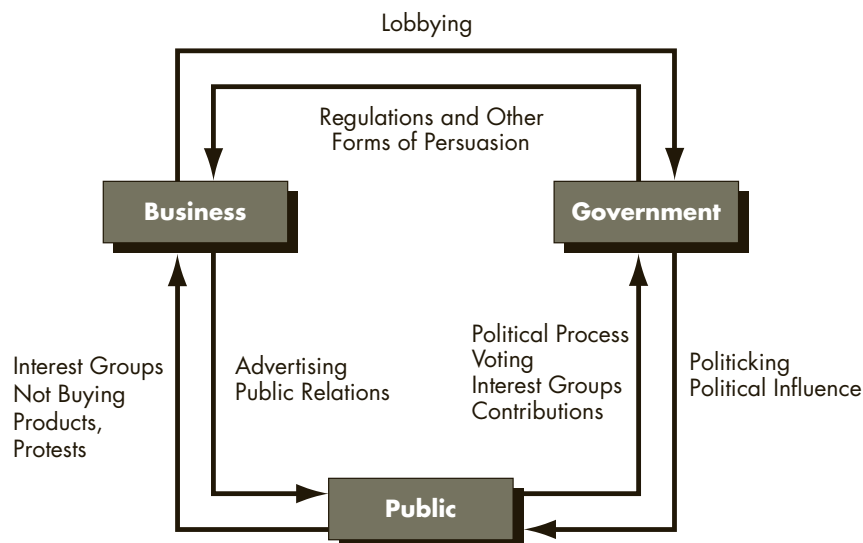 Lobbying
Regulations and Other
Forms of Persuasion
Business
Government
Interest Groups
Not Buying
Products,
Protests
Advertising
Public Relations
Political Process
Voting
Interest Groups
Contributions
Politicking
Political Influence
Public